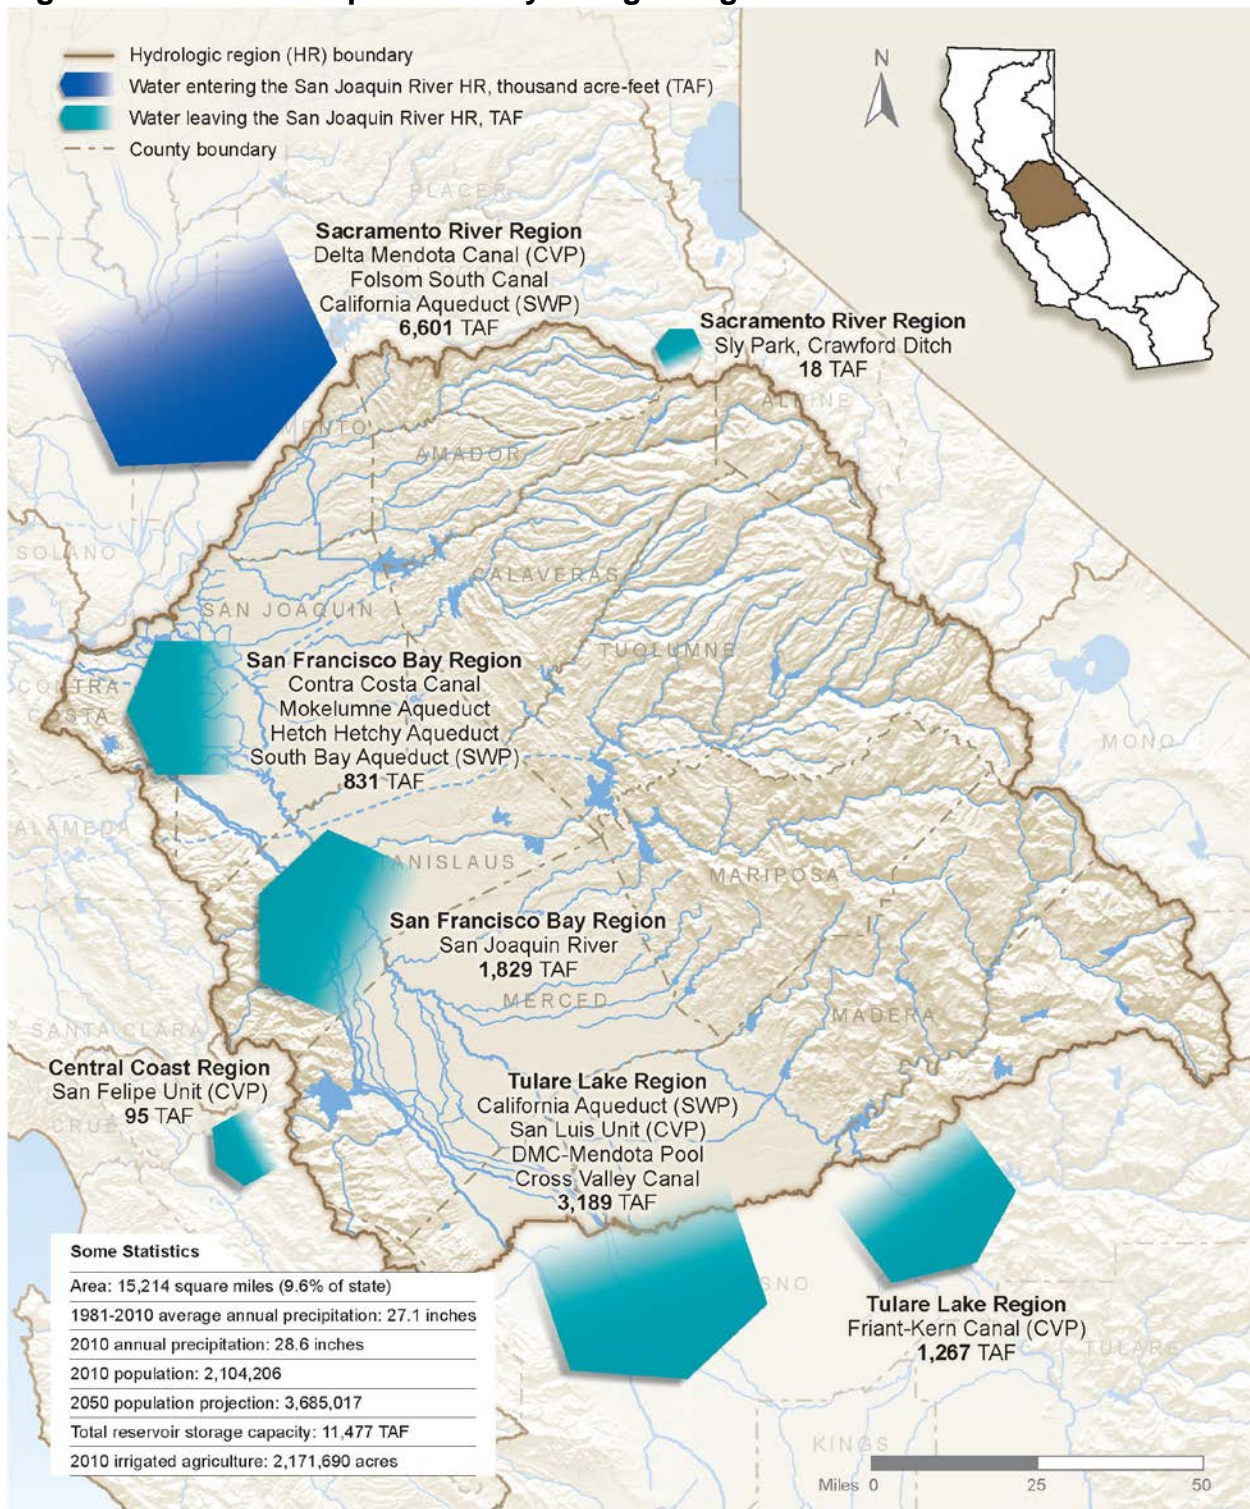 Hydrologic region (HR) boundary
Water entering the San Joaquin River HR, thousand acre-feet (TAF)
Water leaving the San Joaquin River HR, TAF
County boundary
N
PLACER
Sacramento River Region
Delta Mendota Canal (CVP)
Folsom South Canal
California Aqueduct (SWP)
6,601 TAF
Sacramento River Region
Sly Park, Crawford Ditch
18 TAF
ALPINE
AMADOR
SOLANO
CALAVERAS
SAN JOAQUIN
TUOLUMNE
CONTRA
COSTA
San Francisco Bay Region
Contra Costa Canal
Mokelumne Aqueduct
Hetch Hetchy Aqueduct
South Bay Aqueduct (SWP)
831 TAF
MONO
ALAMEDA
TANISLAUS
MARIPOSA
San Francisco Bay Region
San Joaquin River
1,829 TAF
MERCED
MADERA
SANTA CLARA
Central Coast Region
San Felipe Unit (CVP)
95 TAF
CRUZ
Tulare Lake Region
California Aqueduct (SWP)
San Luis Unit (CVP)
DMC-Mendota Pool
Cross Valley Canal
3,189 TAF
SNO
Tulare Lake Region
Friant-Kern Canal (CVP)
1,267 TAF
TULARE
KINGS
Some Statistics
Area: 15,214 square miles (9.6% of state)
1981-2010 average annual precipitation: 27.1 inches
2010 annual precipitation: 28.6 inches
2010 population: 2,104,206
2050 population projection: 3,685,017
Total reservoir storage capacity: 11,477 TAF
2010 irrigated agriculture: 2,171,690 acres
Miles 0 25 50